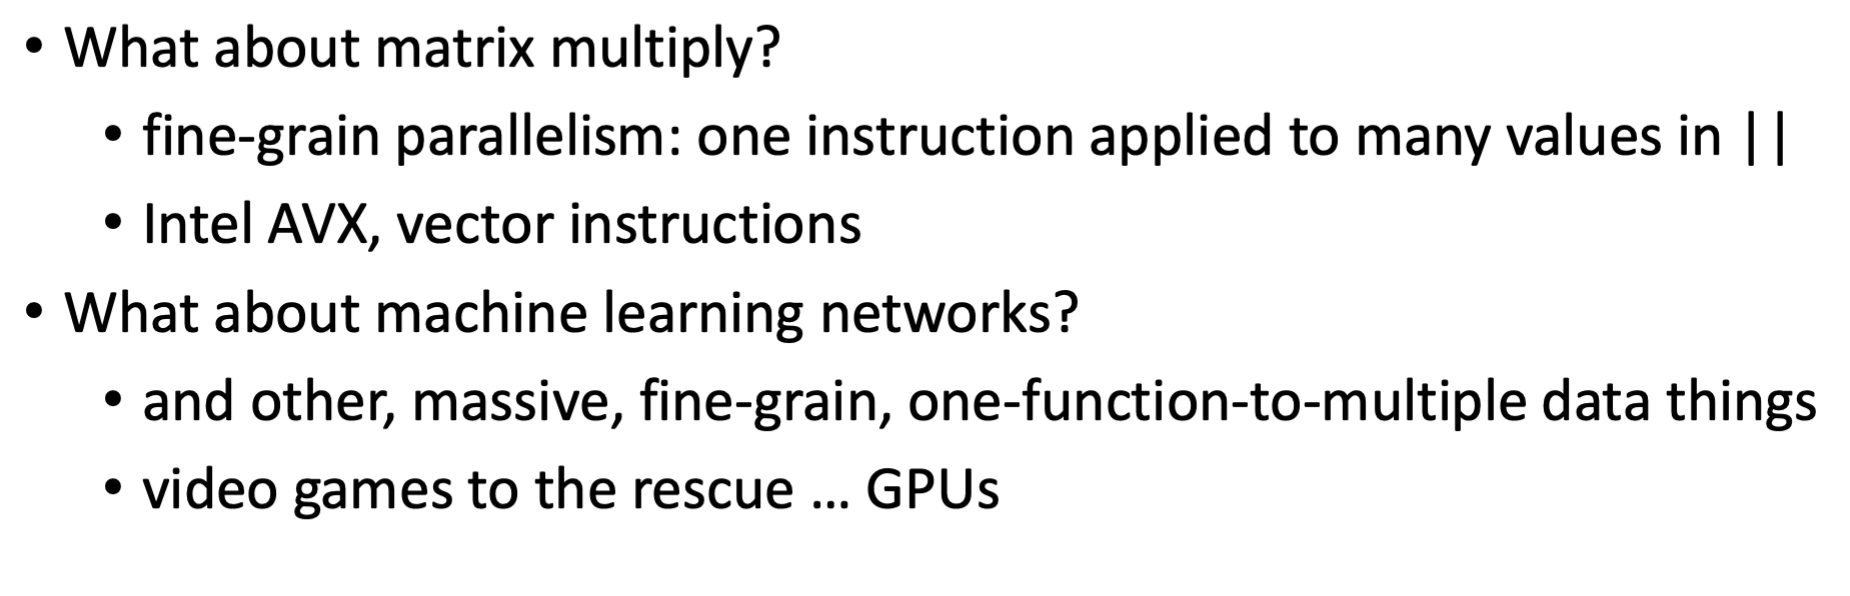 • What about matrix multiply?
• fine-grain parallelism: one instruction applied to many values in ||
• Intel AVX, vector instructions
• What about machine learning networks?
• and other, massive, fine-grain, one-function-to-multiple data things
• video games to the rescue ... GPUs